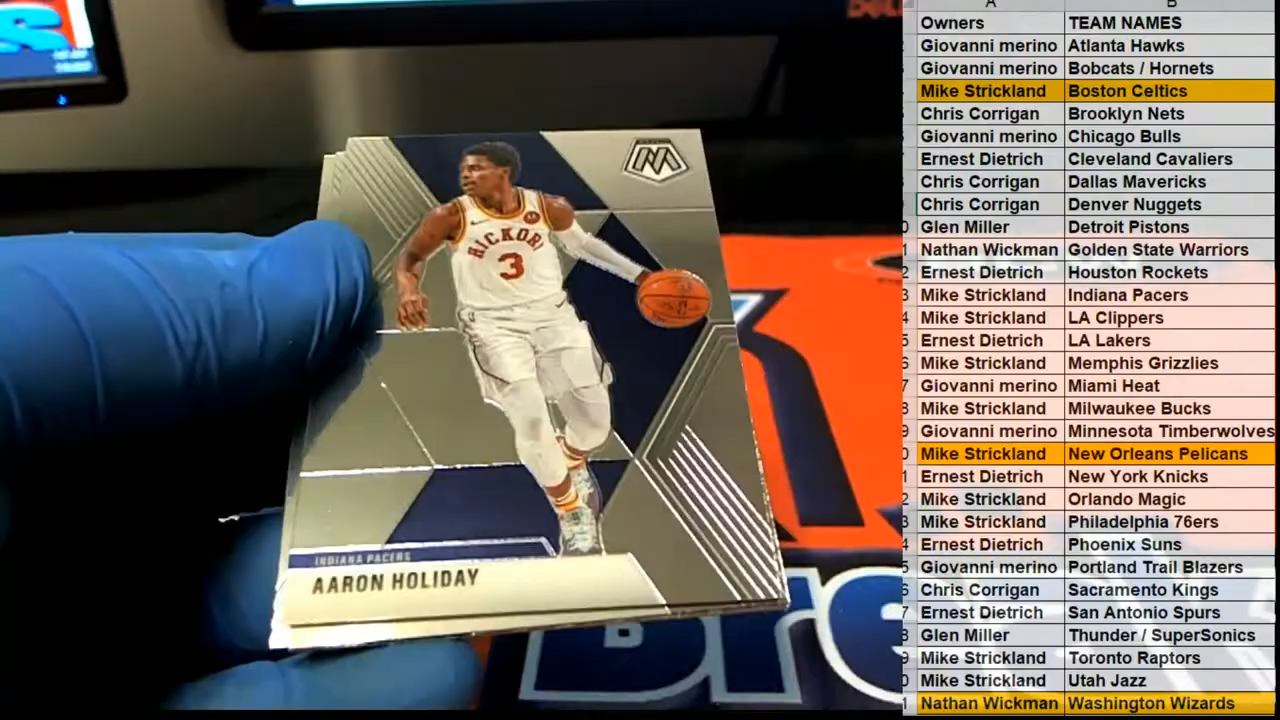 HICKORY
3
INDIANA PACERS
AARON HOLIDAY
Bre
A B
Owners TEAM NAMES
Giovanni merino Atlanta Hawks
Giovanni merino Bobcats / Hornets
Mike Strickland Boston Celtics
Chris Corrigan Brooklyn Nets
Giovanni merino Chicago Bulls
Ernest Dietrich Cleveland Cavaliers
Chris Corrigan Dallas Mavericks
Chris Corrigan Denver Nuggets
Glen Miller Detroit Pistons
Nathan Wickman Golden State Warriors
Ernest Dietrich Houston Rockets
Mike Strickland Indiana Pacers
Mike Strickland LA Clippers
Ernest Dietrich LA Lakers
Mike Strickland Memphis Grizzlies
Giovanni merino Miami Heat
Mike Strickland Milwaukee Bucks
Giovanni merino Minnesota Timberwolves
Mike Strickland New Orleans Pelicans
Ernest Dietrich New York Knicks
Mike Strickland Orlando Magic
Mike Strickland Philadelphia 76ers
Ernest Dietrich Phoenix Suns
Giovanni merino Portland Trail Blazers
Chris Corrigan Sacramento Kings
Ernest Dietrich San Antonio Spurs
Glen Miller Thunder / SuperSonics
Mike Strickland Toronto Raptors
Mike Strickland Utah Jazz
Nathan Wickman Washington Wizards